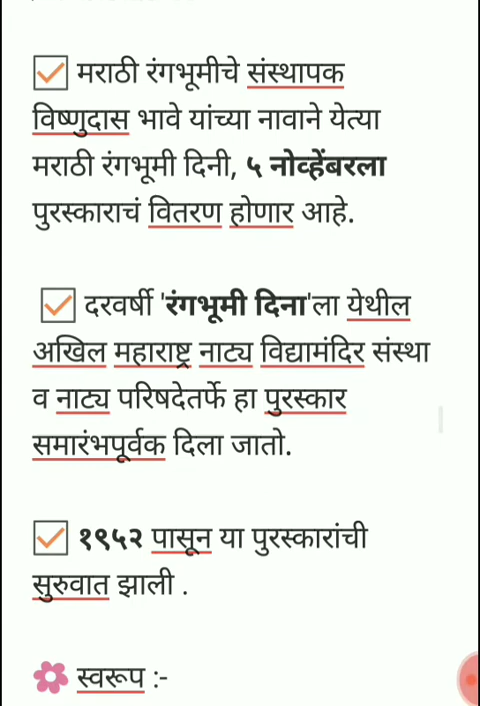 मराठी रंगभूमीचे संस्थापक
विष्णुदास भावे यांच्या नावाने येत्या
मराठी रंगभूमी दिनी, ५ नोव्हेंबरला
पुरस्काराचं वितरण होणार आहे.
दरवर्षी 'रंगभूमी दिना'ला येथील
अखिल महाराष्ट्र नाट्य विद्यामंदिर संस्था
व नाट्य परिषदेतर्फे हा पुरस्कार
समारंभपूर्वक दिला जातो.
१९५२ पासून या पुरस्कारांची
सुरुवात झाली .
स्वरूप :-